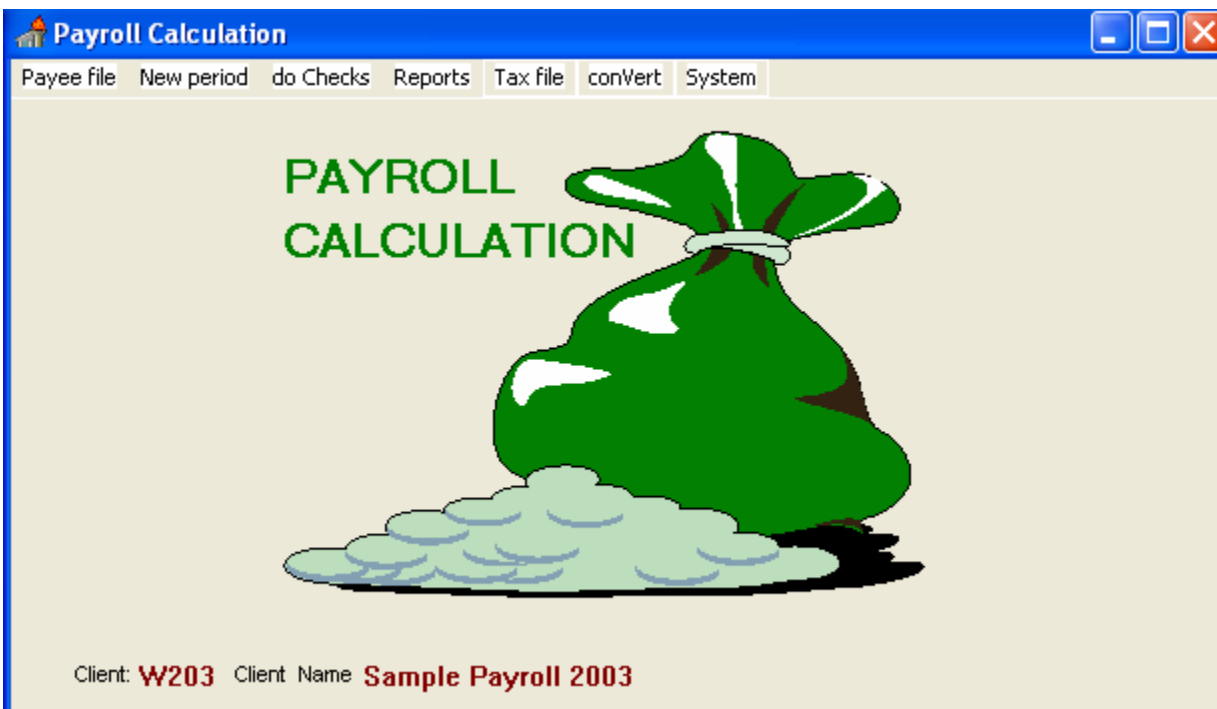 Payroll Calculation
Payee file New period do Checks Reports Tax file conVert System
PAYROLL
CALCULATION
Client: W203 Client Name Sample Payroll 2003